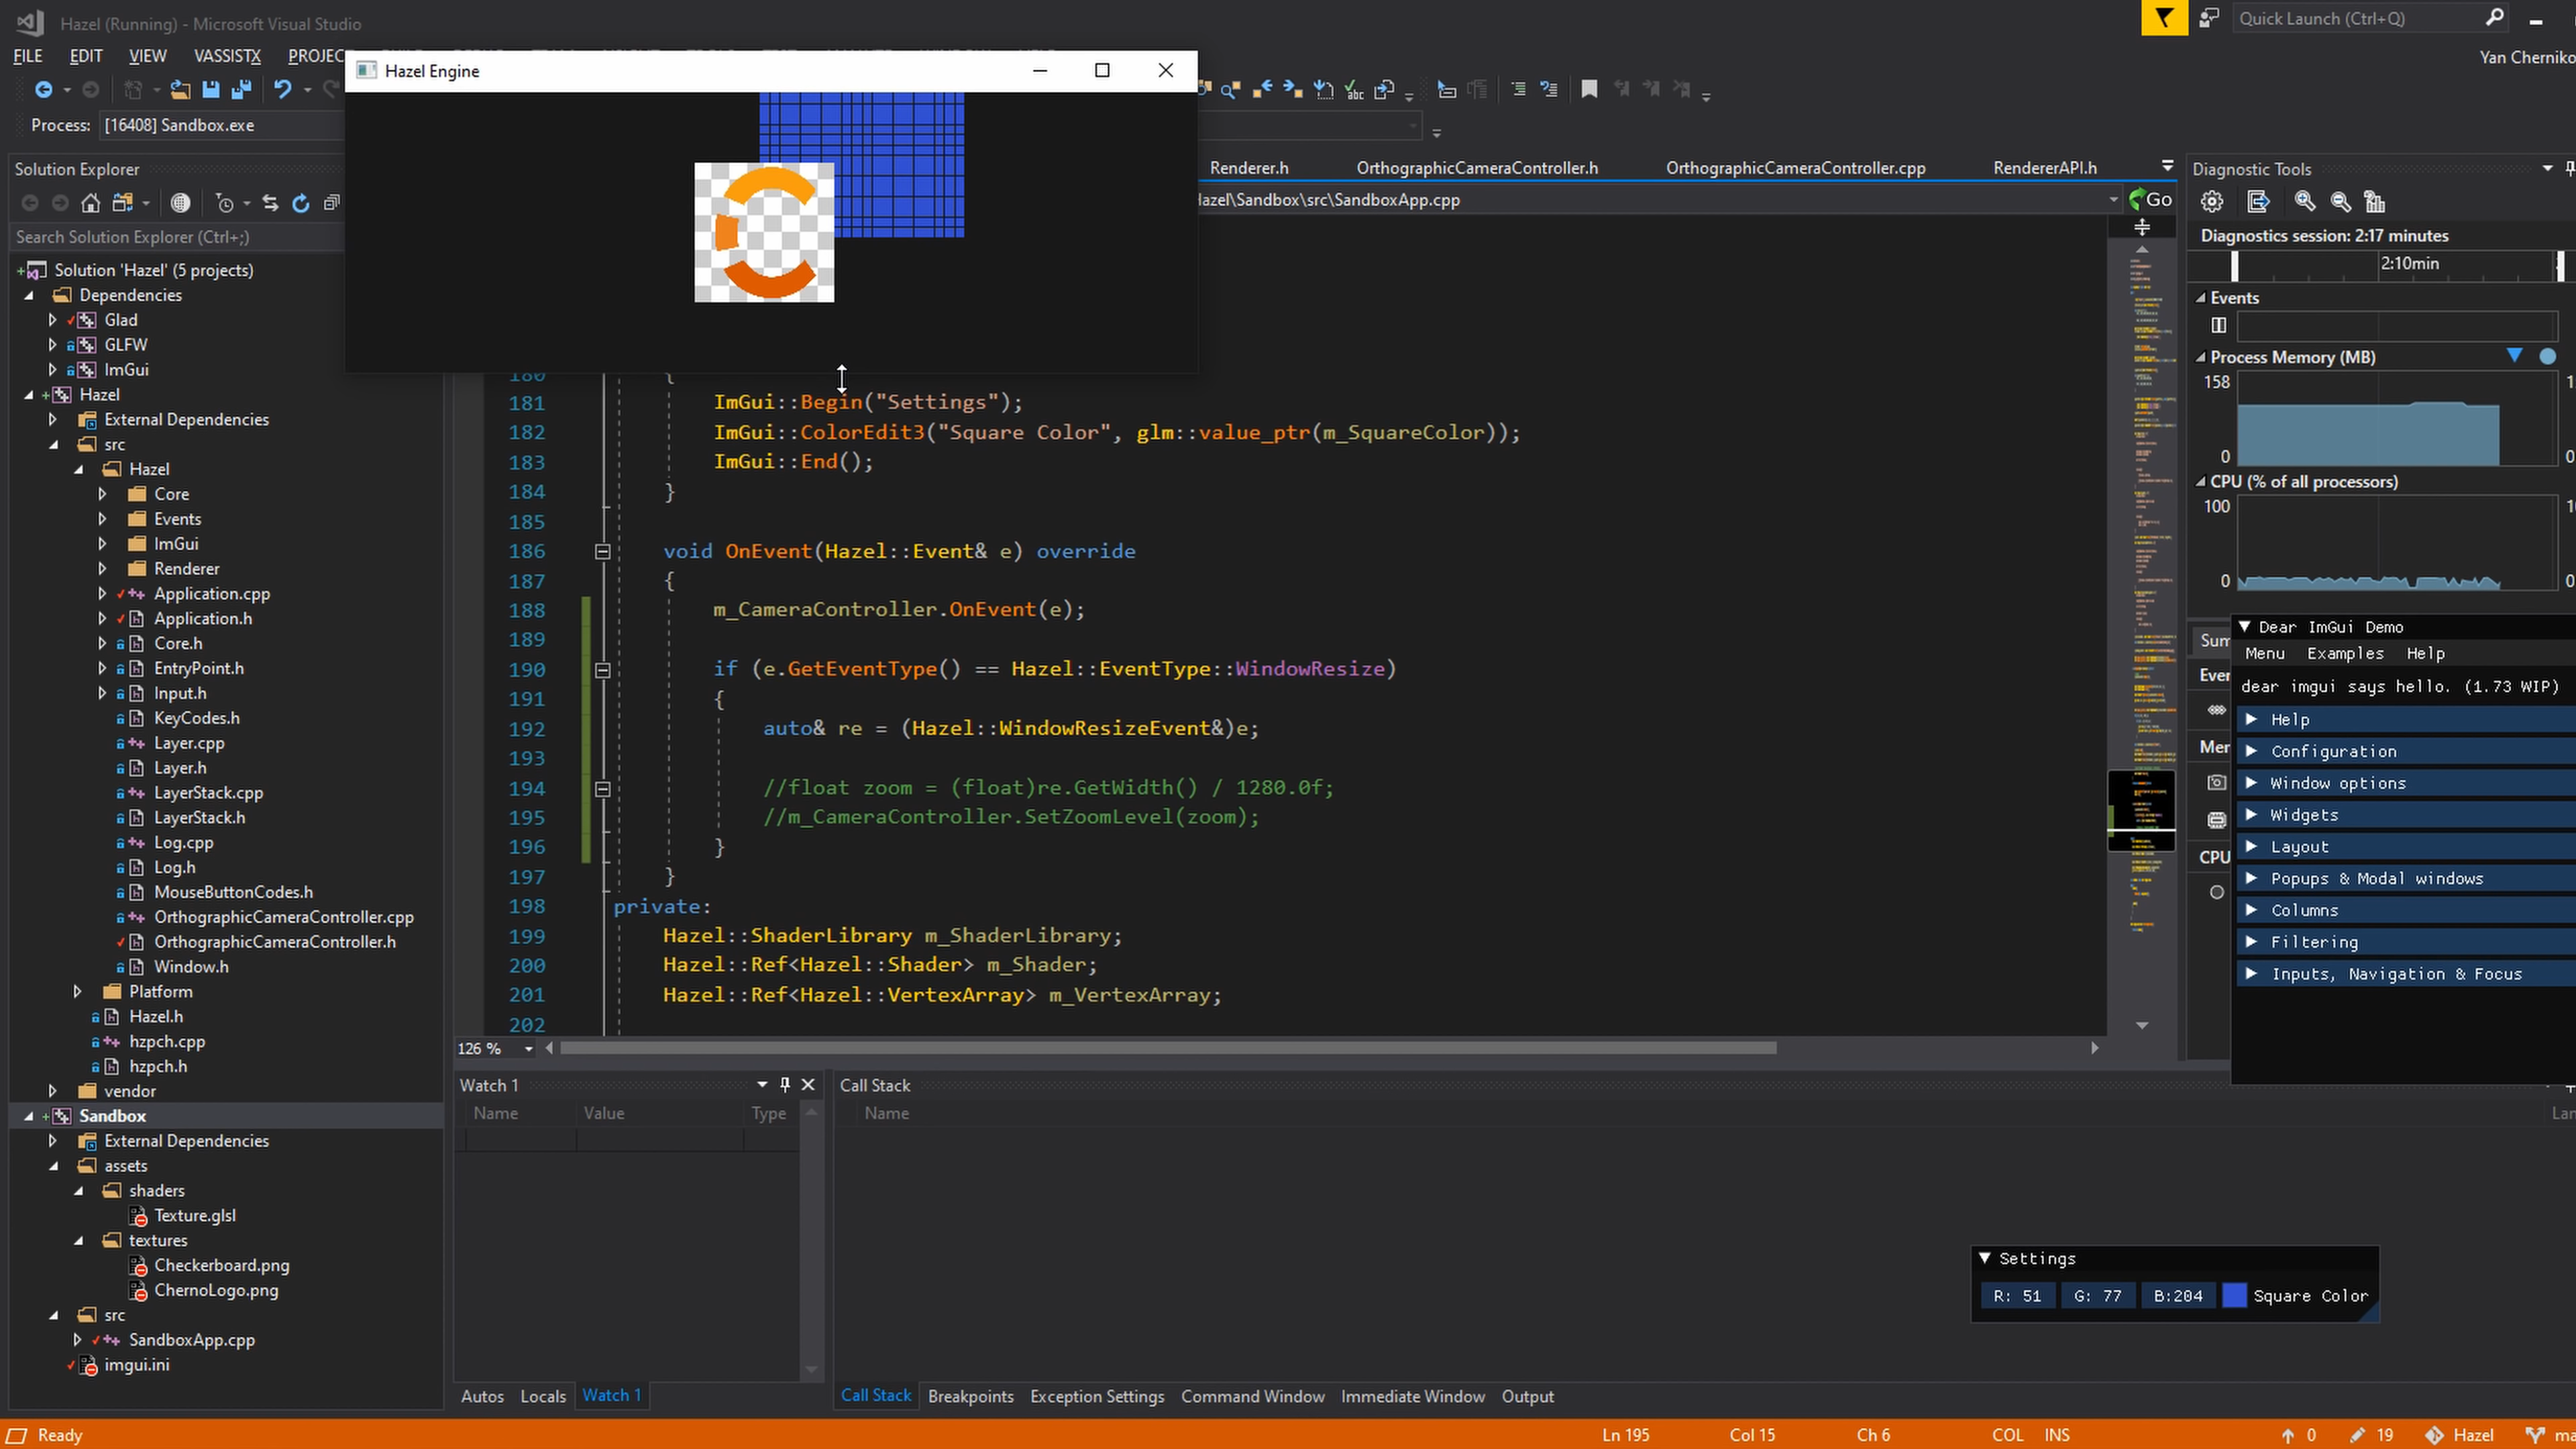 Hazel (Running) - Microsoft Visual Studio
Quick Launch (Ctrl+Q)
FILE EDIT VIEW VASSISTX PROJEC
Yan Cherniko
Hazel Engine
Process: [16408] Sandbox.exe
Solution Explorer
Search Solution Explorer (Ctrl+;)
Solution 'Hazel' (5 projects)
Dependencies
Glad
GLFW
ImGui
Hazel
External Dependencies
src
Hazel
Core
Events
ImGui
Renderer
Application.cpp
Application.h
Core.h
EntryPoint.h
Input.h
KeyCodes.h
Layer.cpp
Layer.h
LayerStack.cpp
LayerStack.h
Log.cpp
Log.h
MouseButtonCodes.h
OrthographicCameraController.cpp
OrthographicCameraController.h
Window.h
Platform
Hazel.h
hzpch.cpp
hzpch.h
vendor
Sandbox
External Dependencies
assets
shaders
Texture.glsl
textures
Checkerboard.png
ChernoLogo.png
src
SandboxApp.cpp
imgui.ini
Renderer.h OrthographicCameraController.h OrthographicCameraController.cpp RendererAPI.h
Hazel\Sandbox\src\SandboxApp.cpp
Go
180 {
181 ImGui::Begin("Settings");
182 ImGui::ColorEdit3("Square Color", glm::value_ptr(m_SquareColor));
183 ImGui::End();
184 }
185
186 void OnEvent(Hazel::Event& e) override
187 {
188 m_CameraController.OnEvent(e);
189
190 if (e.GetEventType() == Hazel::EventType::WindowResize)
191 {
192 auto& re = (Hazel::WindowResizeEvent&)e;
193
194 //float zoom = (float)re.GetWidth() / 1280.0f;
195 //m_CameraController.SetZoomLevel(zoom);
196 }
197 }
198 private:
199 Hazel::ShaderLibrary m_ShaderLibrary;
200 Hazel::Ref<Hazel::Shader> m_Shader;
201 Hazel::Ref<Hazel::VertexArray> m_VertexArray;
202
126 %
Diagnostic Tools
Diagnostics session: 2:17 minutes
2:10min
Events
Process Memory (MB)
158
0
CPU (% of all processors)
100
0
Sum
Even
Mer
CPU
Dear ImGui Demo
Menu Examples Help
dear imgui says hello. (1.73 WIP)
Help
Configuration
Window options
Widgets
Layout
Popups & Modal windows
Columns
Filtering
Inputs, Navigation & Focus
Watch 1
Name Value Type
Call Stack
Name
Lan
Settings
R: 51 G: 77 B:204 Square Color
Autos Locals Watch 1
Call Stack Breakpoints Exception Settings Command Window Immediate Window Output
Ready
Ln 195 Col 15 Ch 6 COL INS
0 19 Hazel ma